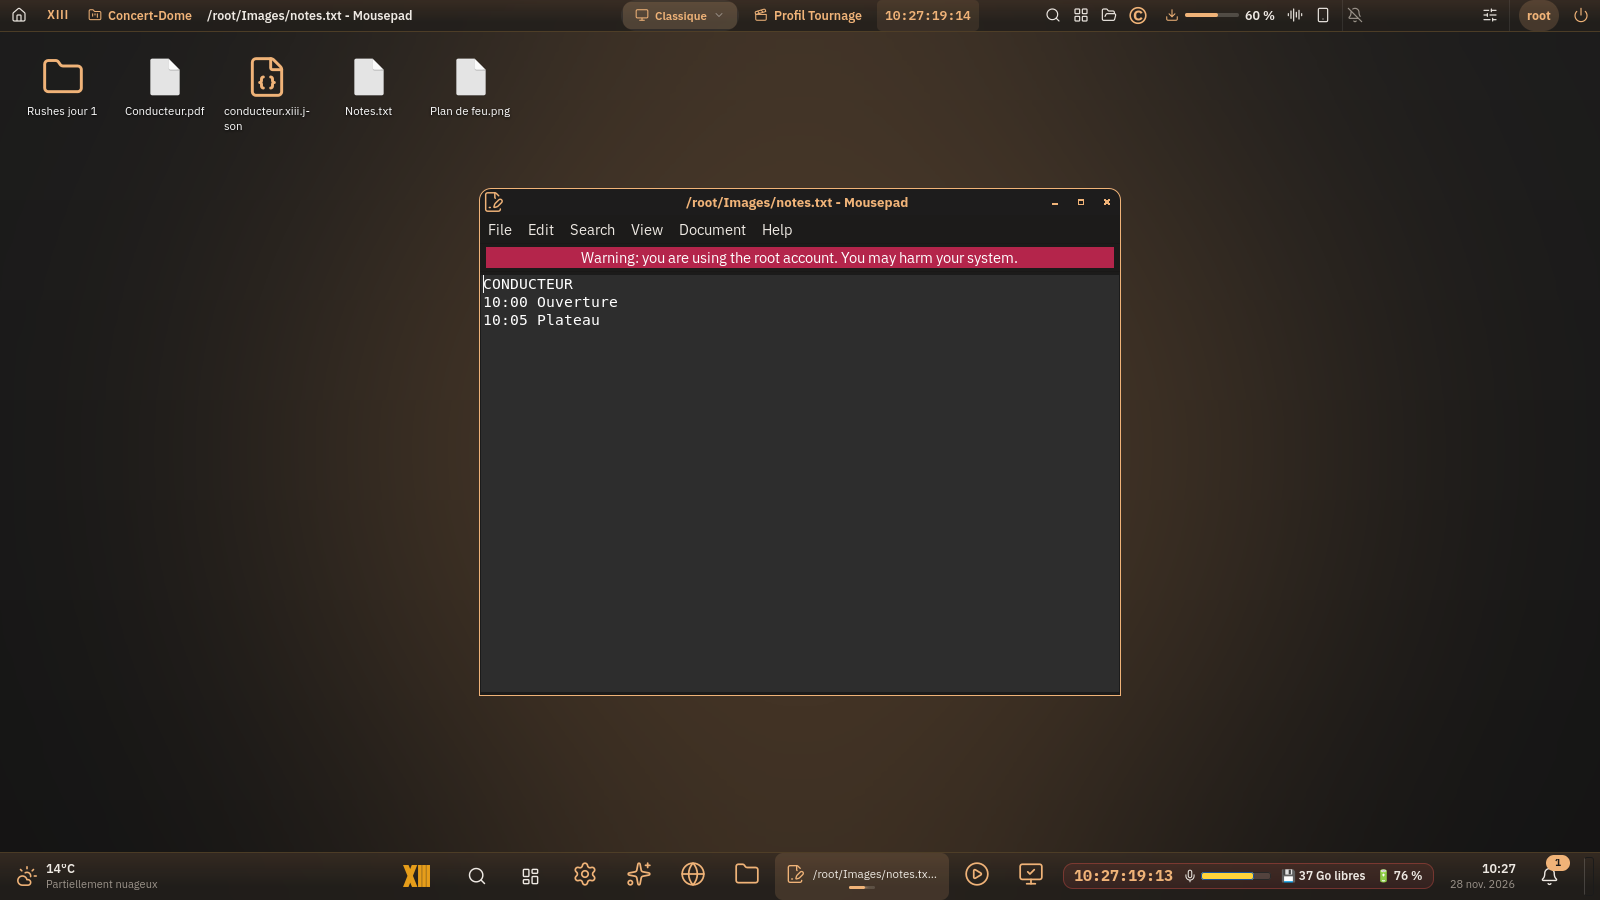 XIII Concert-Dome /root/Images/notes.txt - Mousepad Classique Profil Tournage 10:27:19:14 60 % root
Rushes jour 1
Conducteur.pdf
conducteur.xiii.j-
son
Notes.txt
Plan de feu.png
/root/Images/notes.txt - Mousepad
File Edit Search View Document Help
Warning: you are using the root account. You may harm your system.
CONDUCTEUR
10:00 Ouverture
10:05 Plateau
14°C
Partiellement nuageux
XIII
/root/Images/notes.tx...
10:27:19:13 37 Go libres 76 %
10:27
28 nov. 2026
1